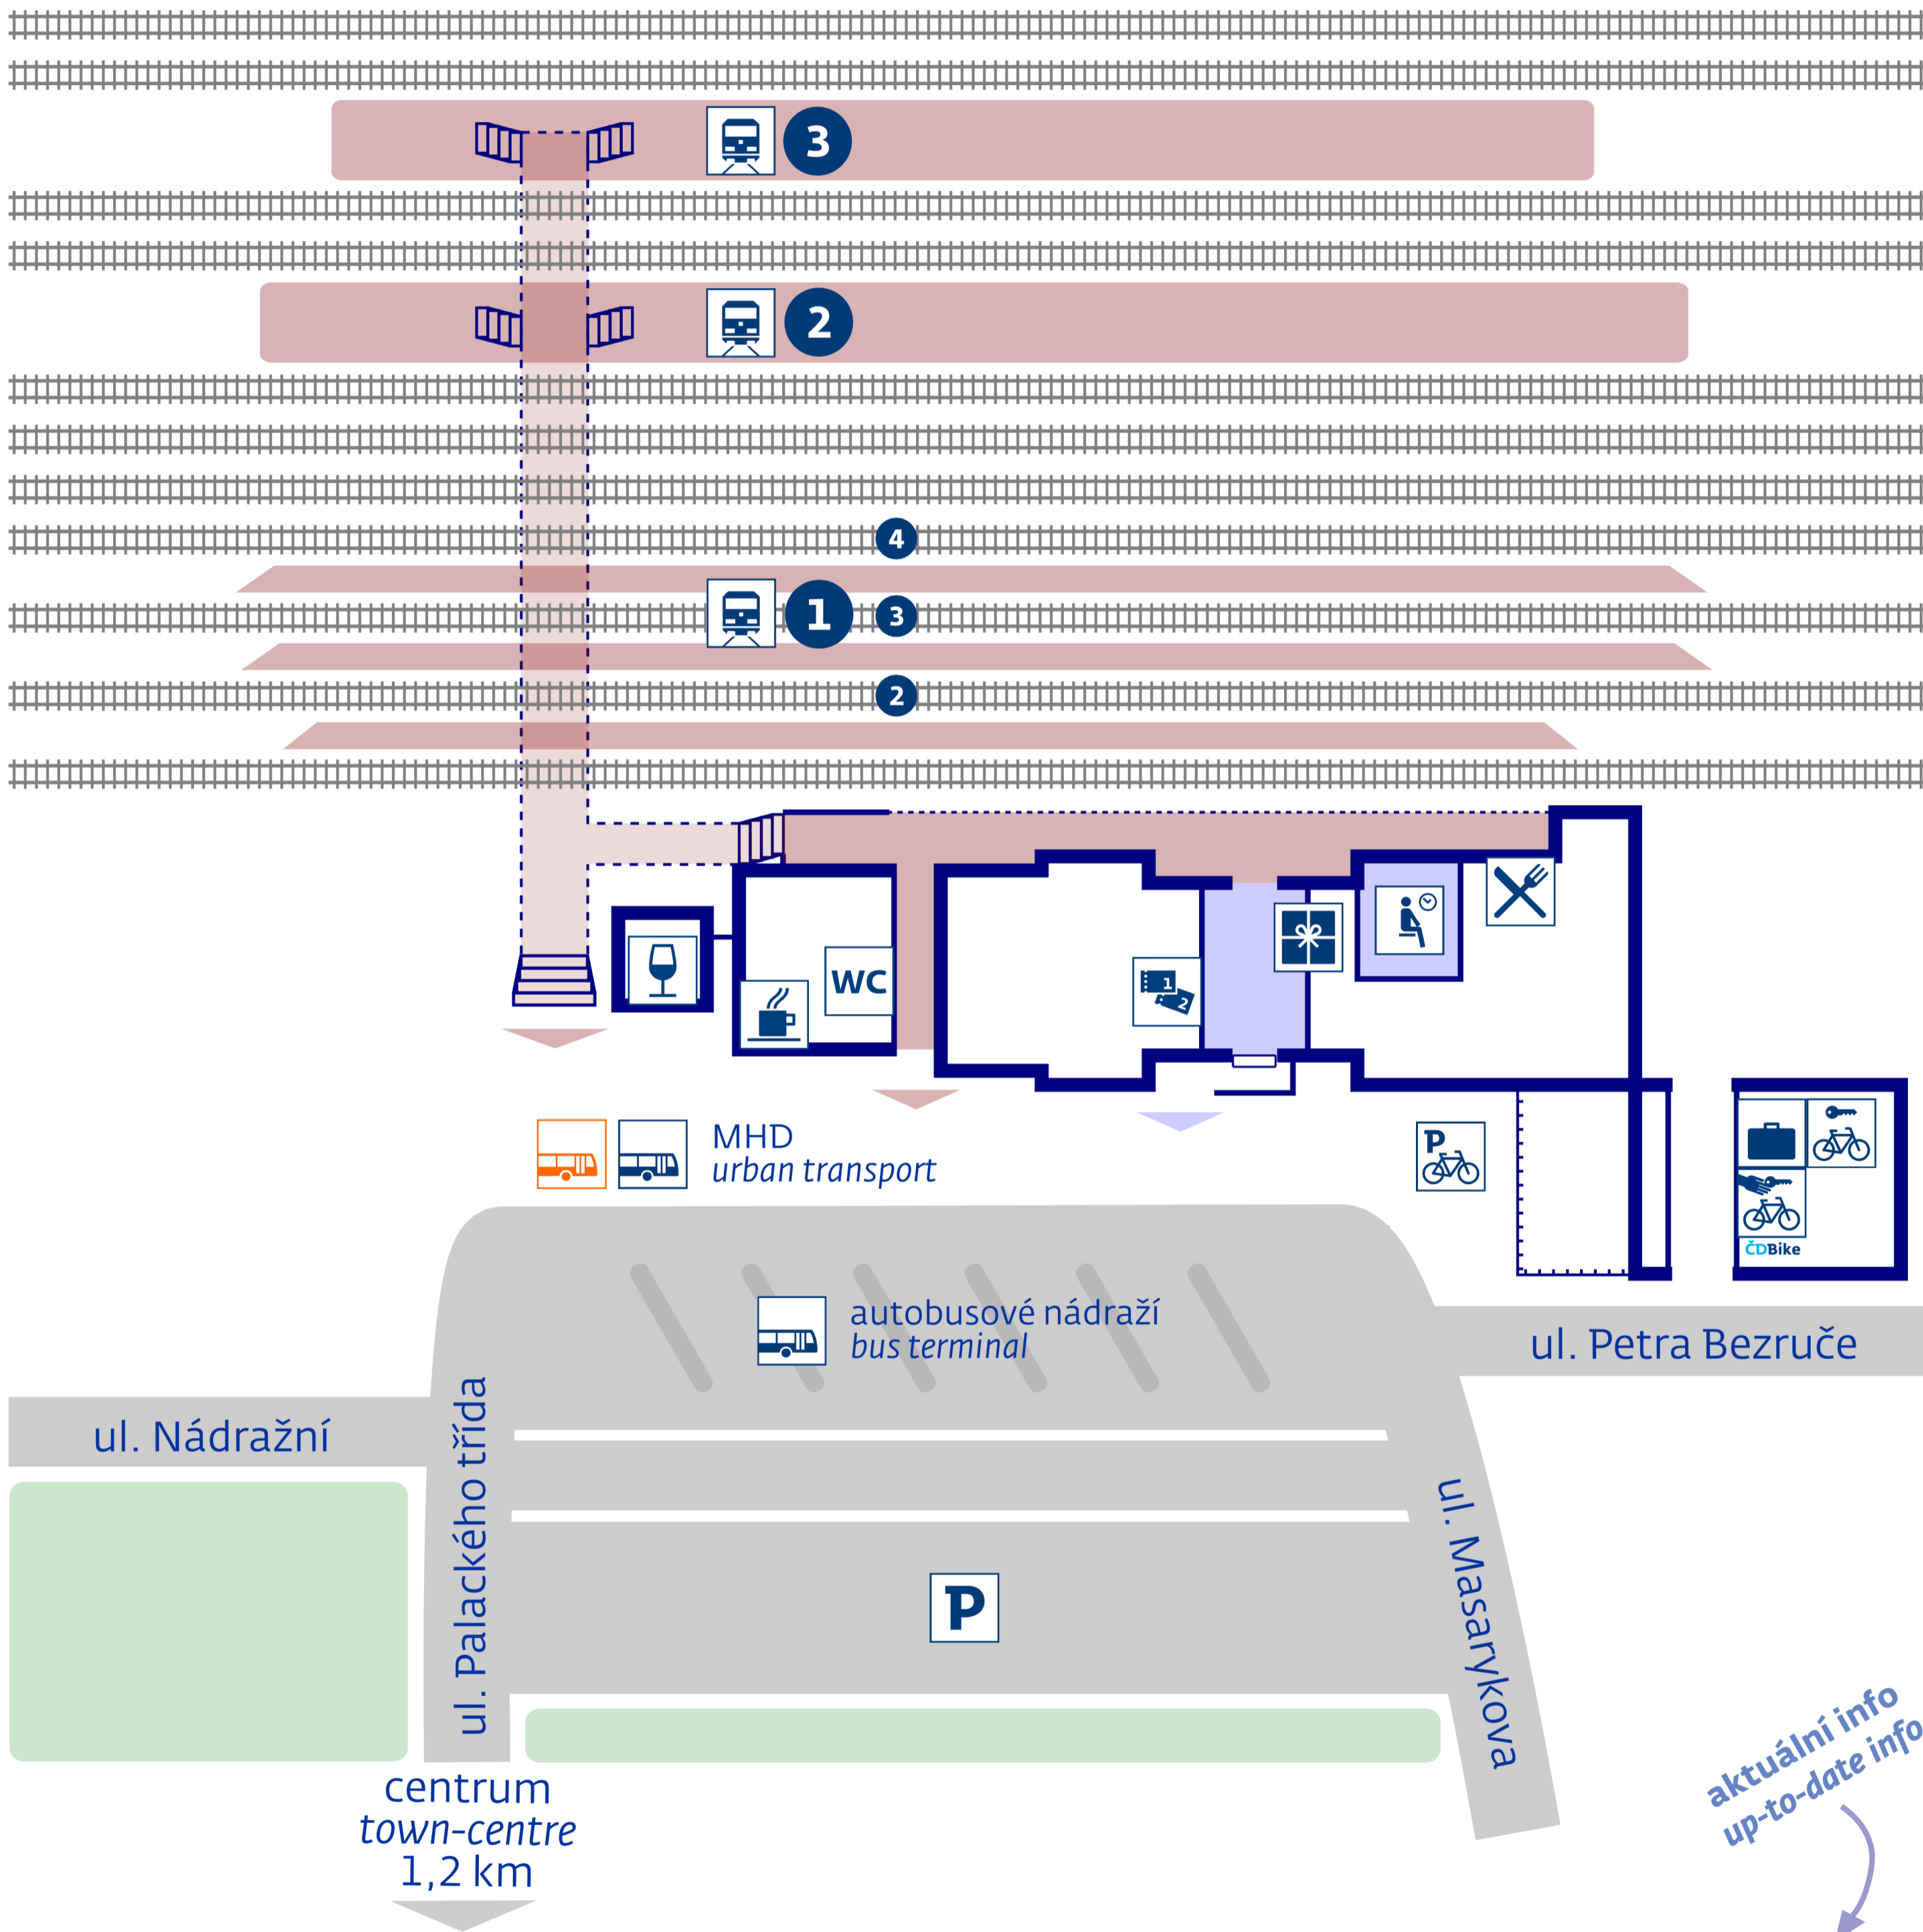 3
2
4
1
3
2
WC
1
2
MHD
urban transport
P
ČDBike
autobusové nádraží
bus terminal
ul. Petra Bezruče
ul. Nádražní
ul. Palackého třída
ul. Masarykova
P
centrum
town-centre
1,2 km
aktuální info
up-to-date info